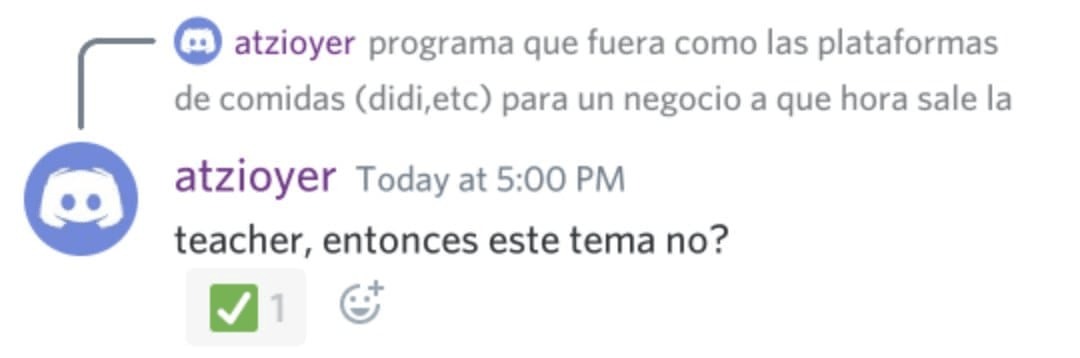 atzioyer programa que fuera como las plataformas
de comidas (didi,etc) para un negocio a que hora sale la
atzioyer Today at 5:00 PM
teacher, entonces este tema no?
1